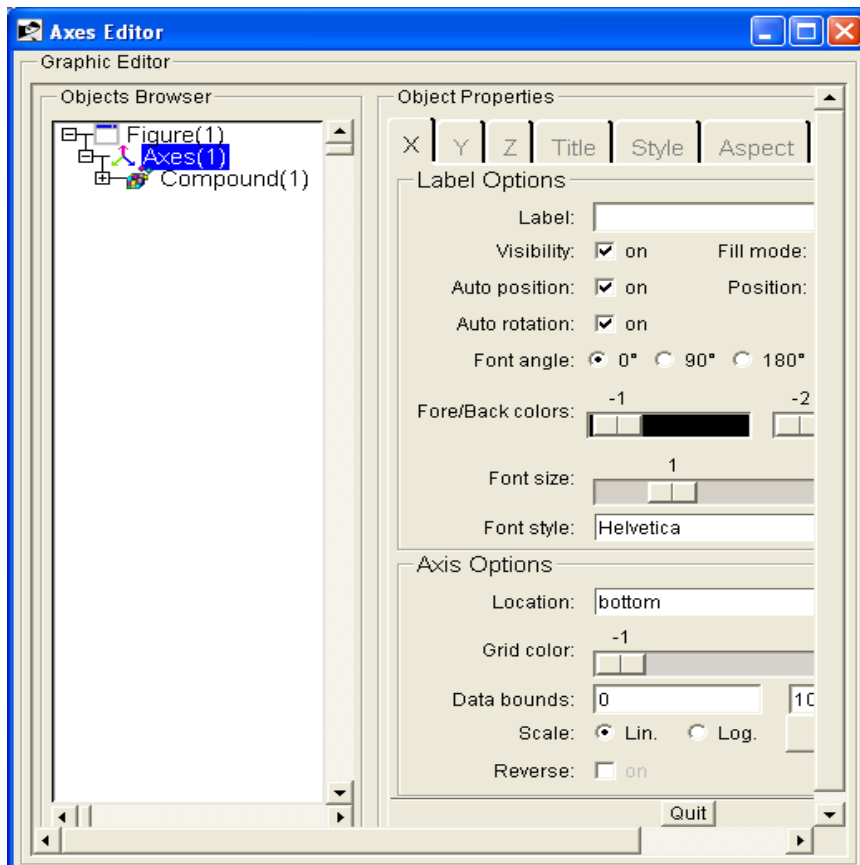 Axes Editor
Graphic Editor
Objects Browser
Object Properties
Figure(1)
Axes(1)
Compound(1)
X Y Z Title Style Aspect
Label Options
Label:
Visibility: on Fill mode:
Auto position: on Position:
Auto rotation: on
Font angle: 0° 90° 180°
-1 -2
Fore/Back colors:
1
Font size:
Font style: Helvetica
Axis Options
Location: bottom
-1
Grid color:
Data bounds: 0
Scale: Lin. Log.
Reverse: on
Quit